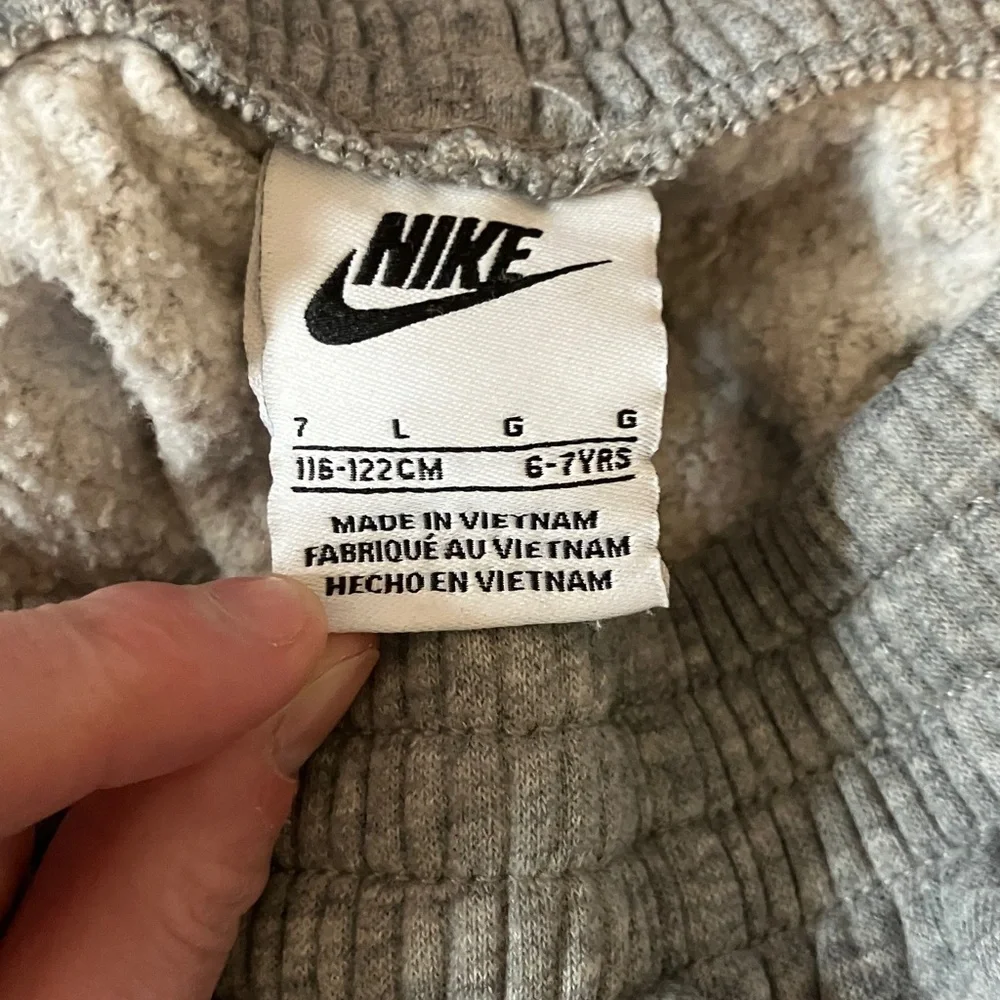 NIKE
7 L G G
116-122CM 6-7YRS
MADE IN VIETNAM
FABRIQUÉ AU VIETNAM
HECHO EN VIETNAM